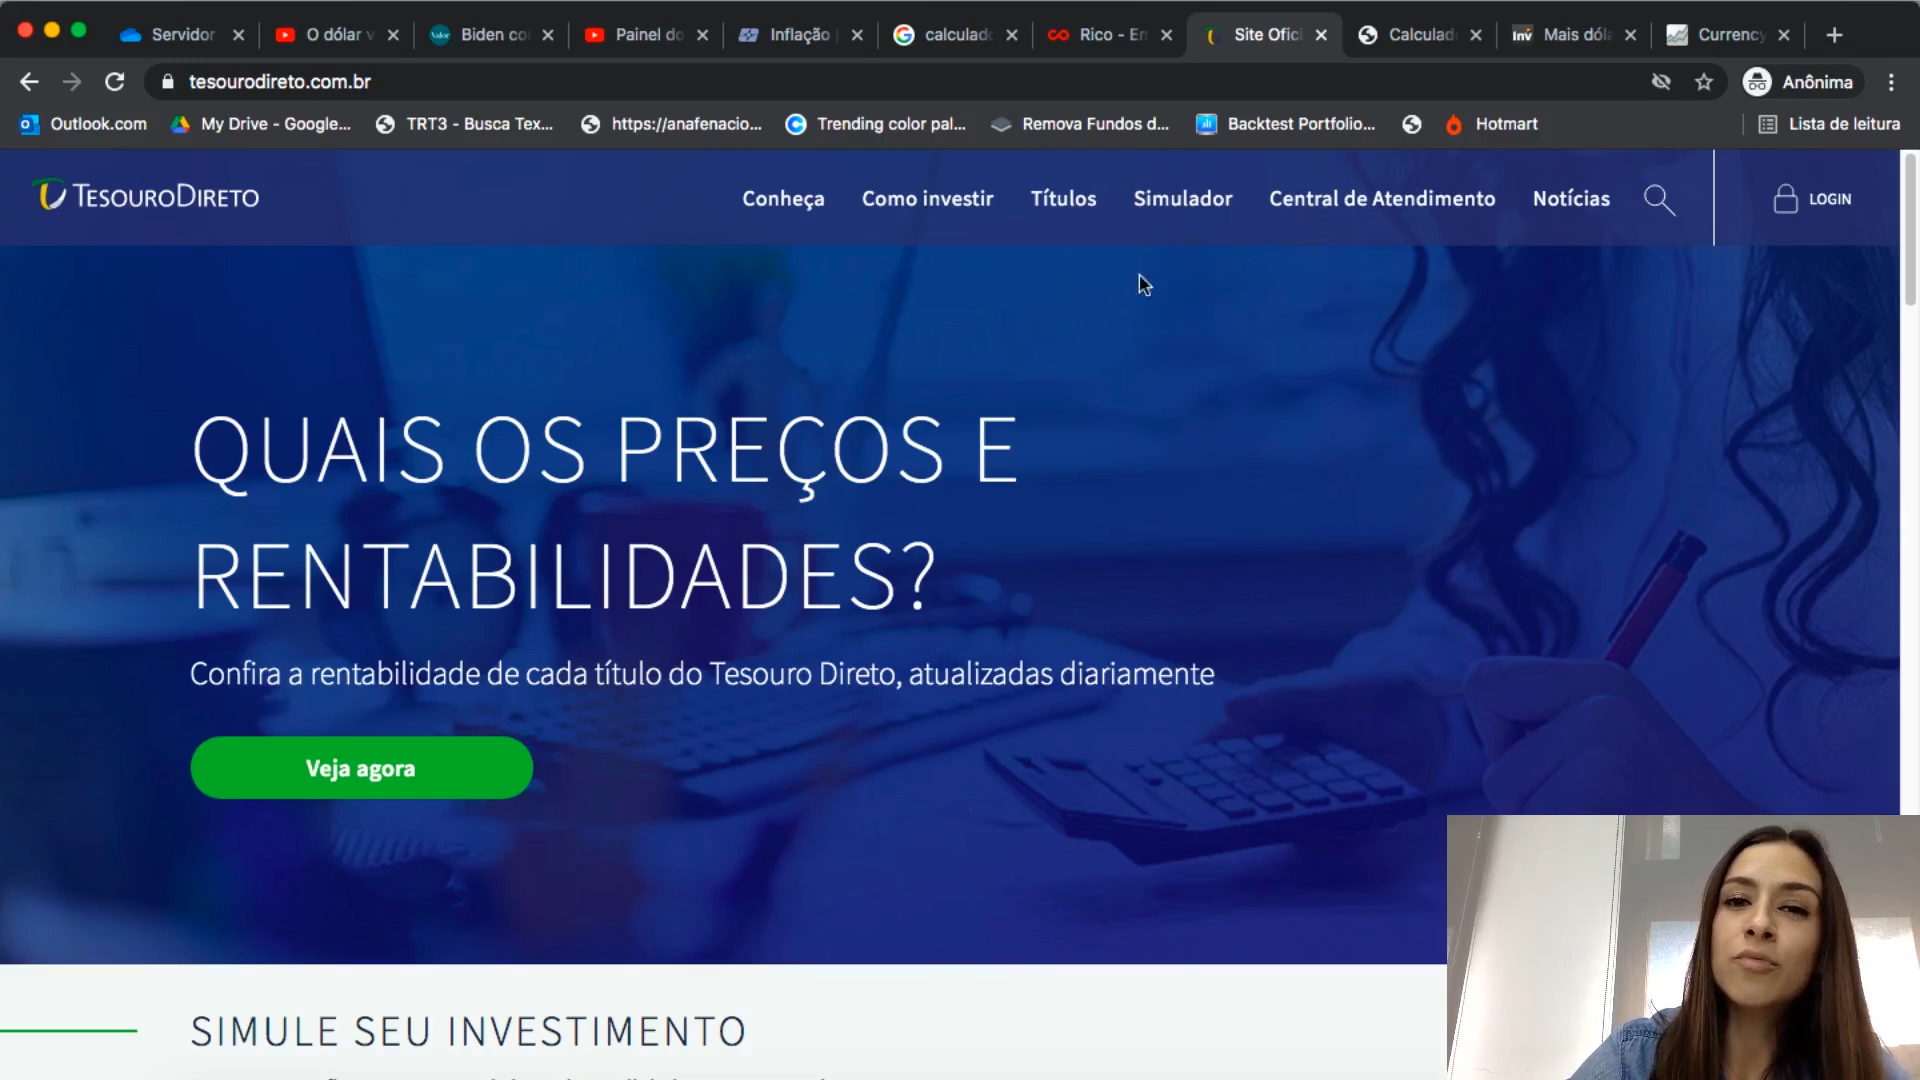 Servidor
O dólar v
Biden co
Painel do
Inflação
calculado
Rico - En
Site Ofici
Calculad
inv Mais dóla
Currency
tesourodireto.com.br
Anônima
Outlook.com
My Drive - Google...
TRT3 - Busca Tex...
https://anafenacio...
Trending color pal...
Remova Fundos d...
Backtest Portfolio...
Hotmart
Lista de leitura
TESOURODIRETO
Conheça
Como investir
Títulos
Simulador
Central de Atendimento
Notícias
LOGIN
QUAIS OS PREÇOS E
RENTABILIDADES?
Confira a rentabilidade de cada título do Tesouro Direto, atualizadas diariamente
Veja agora
SIMULE SEU INVESTIMENTO